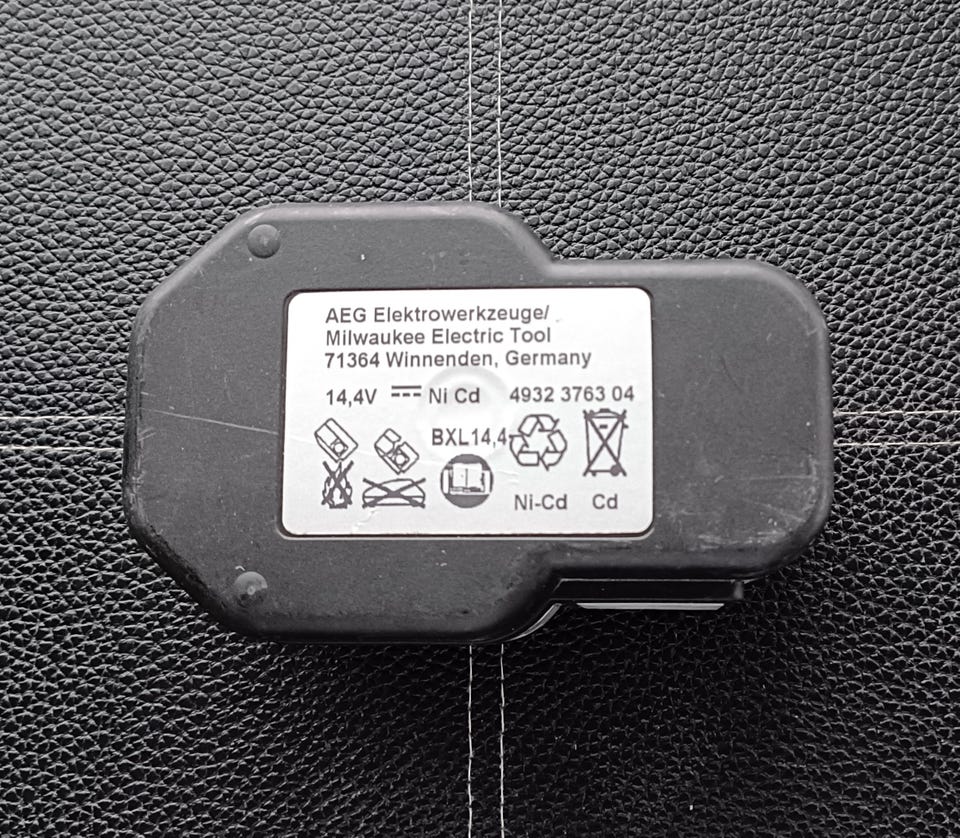 AEG Elektrowerkzeuge/
Milwaukee Electric Tool
71364 Winnenden, Germany
14,4V Ni Cd 4932 3763 04
BXL14,4
Ni-Cd Cd